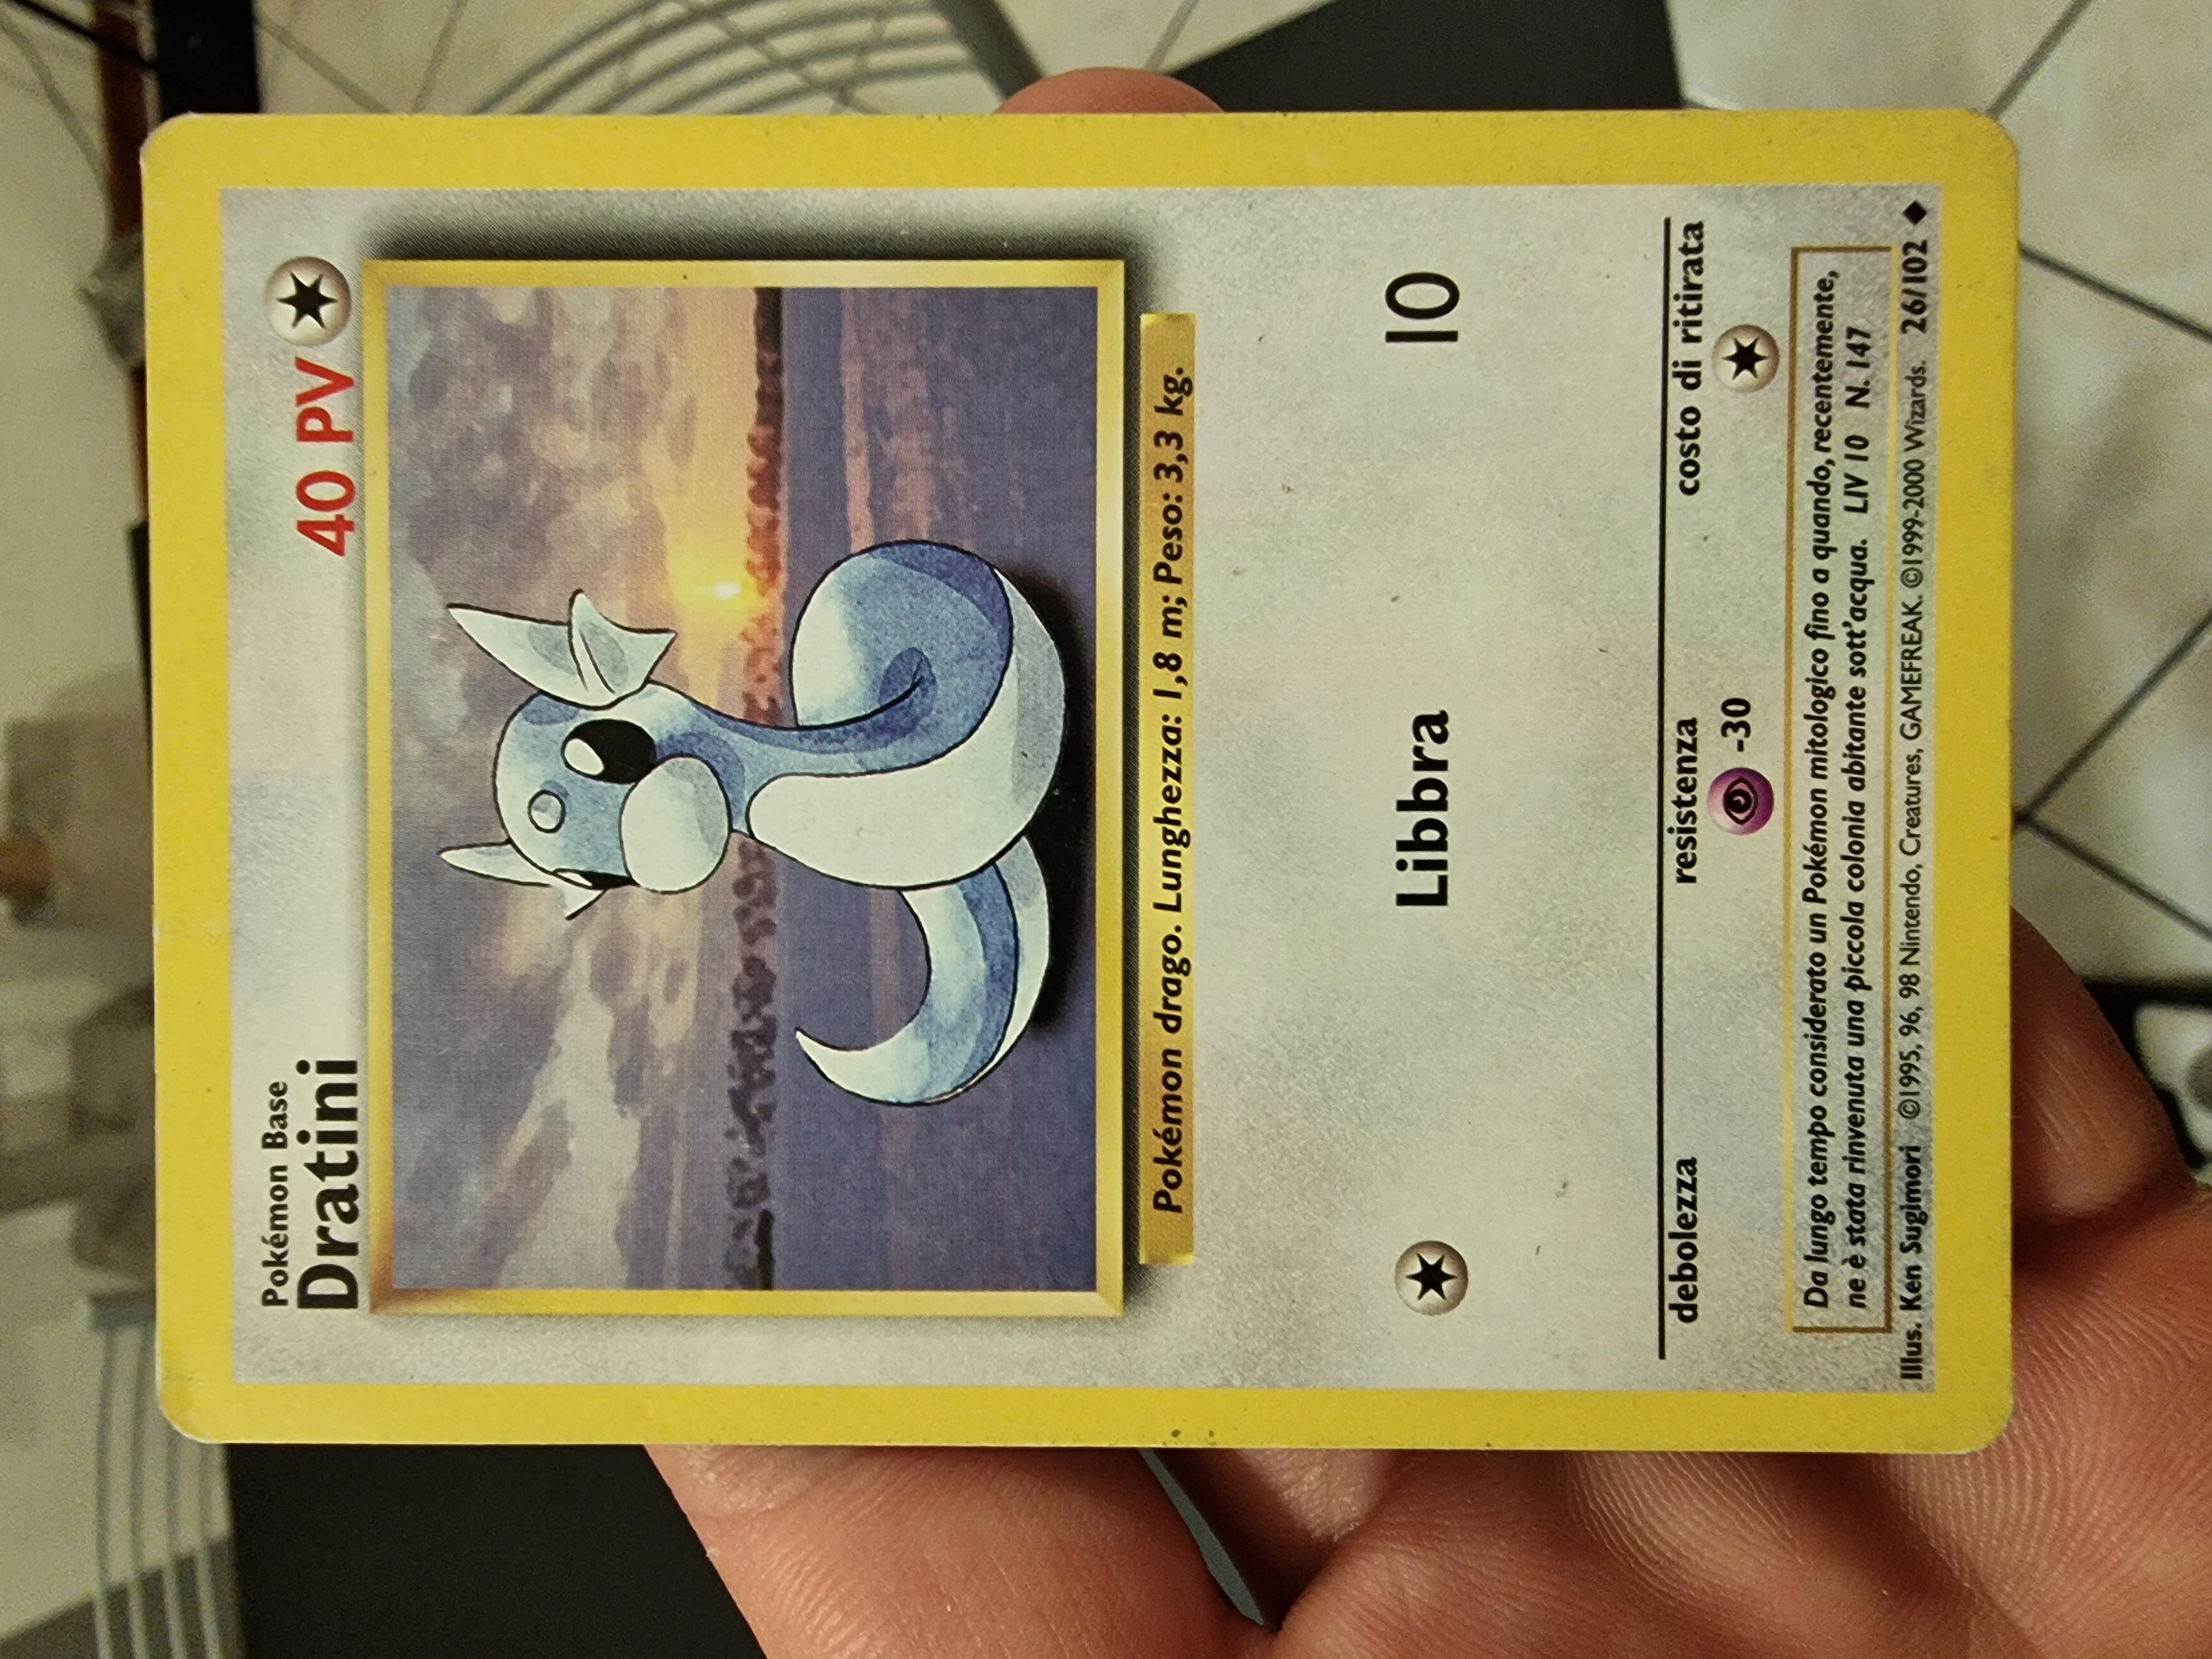 Pokémon Base
Dratini 40 PV
Pokémon drago. Lunghezza: 1,8 m; Peso: 3,3 kg.
Libbra 10
debolezza resistenza costo di ritirata
-30
Da lungo tempo considerato un Pokémon mitologico fino a quando, recentemente,
ne è stata rinvenuta una piccola colonia abitante sott'acqua. LIV 10 N. 147
Illus. Ken Sugimori ©1995, 96, 98 Nintendo, Creatures, GAMEFREAK. ©1999-2000 Wizards. 26/102